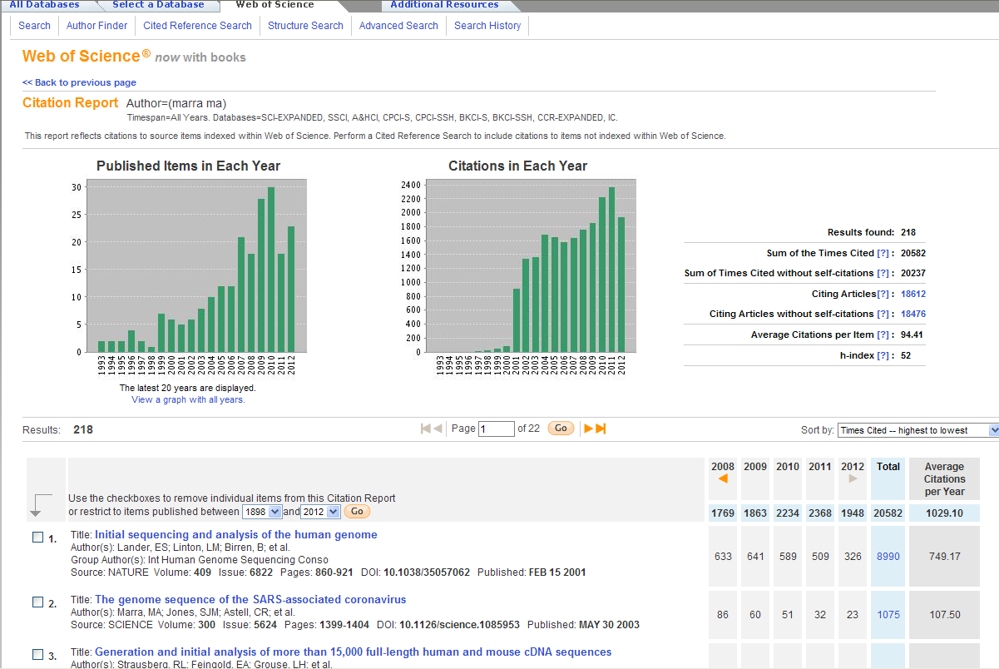 All Databases Select a Database Web of Science Additional Resources
Search Author Finder Cited Reference Search Structure Search Advanced Search Search History
Web of Science® now with books
<< Back to previous page
Citation Report Author=(marra ma)
Timespan=All Years. Databases=SCI-EXPANDED, SSCI, A&HCI, CPCI-S, CPCI-SSH, BKCI-S, BKCI-SSH, CCR-EXPANDED, IC.
This report reflects citations to source items indexed within Web of Science. Perform a Cited Reference Search to include citations to items not indexed within Web of Science.
Published Items in Each Year
30
25
20
15
10
5
0
1993 1994 1995 1996 1997 1998 1999 2000 2001 2002 2003 2004 2005 2006 2007 2008 2009 2010 2011 2012
The latest 20 years are displayed.
View a graph with all years.
Citations in Each Year
2400
2200
2000
1800
1600
1400
1200
1000
800
600
400
200
0
1993 1994 1995 1996 1997 1998 1999 2000 2001 2002 2003 2004 2005 2006 2007 2008 2009 2010 2011 2012
Results found: 218
Sum of the Times Cited [?] : 20582
Sum of Times Cited without self-citations [?] : 20237
Citing Articles[?] : 18612
Citing Articles without self-citations [?] : 18476
Average Citations per Item [?] : 94.41
h-index [?] : 52
Results: 218 Page 1 of 22 Go Sort by: Times Cited -- highest to lowest
2008 2009 2010 2011 2012 Total Average
Citations
per Year
Use the checkboxes to remove individual items from this Citation Report
or restrict to items published between 1898 and 2012 Go
1769 1863 2234 2368 1948 20582 1029.10
1. Title: Initial sequencing and analysis of the human genome
Author(s): Lander, ES; Linton, LM; Birren, B; et al.
Group Author(s): Int Human Genome Sequencing Conso
Source: NATURE Volume: 409 Issue: 6822 Pages: 860-921 DOI: 10.1038/35057062 Published: FEB 15 2001
633 641 589 509 326 8990 749.17
2. Title: The genome sequence of the SARS-associated coronavirus
Author(s): Marra, MA; Jones, SJM; Astell, CR; et al.
Source: SCIENCE Volume: 300 Issue: 5624 Pages: 1399-1404 DOI: 10.1126/science.1085953 Published: MAY 30 2003
86 60 51 32 23 1075 107.50
3. Title: Generation and initial analysis of more than 15,000 full-length human and mouse cDNA sequences
Author(s): Strausberg, RL; Feingold, EA; Grouse, LH; et al.